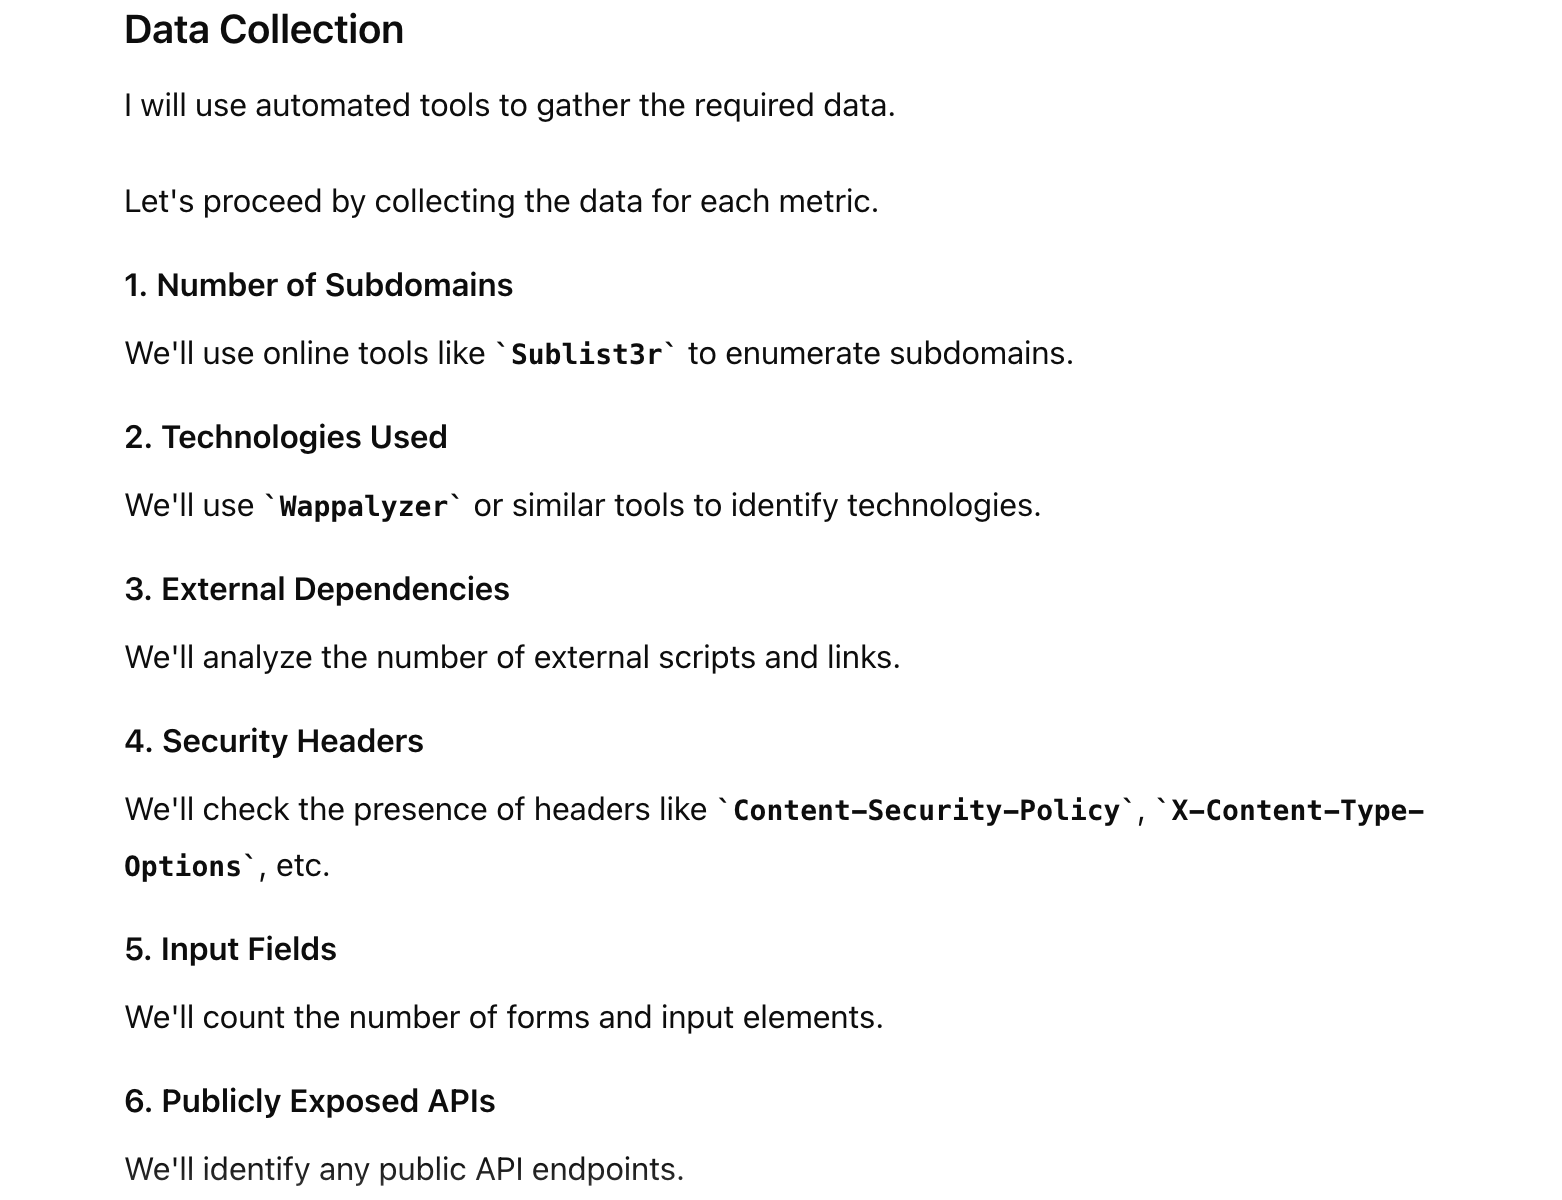 Data Collection
I will use automated tools to gather the required data.
Let's proceed by collecting the data for each metric.
1. Number of Subdomains
We'll use online tools like `Sublist3r` to enumerate subdomains.
2. Technologies Used
We'll use `Wappalyzer` or similar tools to identify technologies.
3. External Dependencies
We'll analyze the number of external scripts and links.
4. Security Headers
We'll check the presence of headers like `Content-Security-Policy`, `X-Content-Type-
Options`, etc.
5. Input Fields
We'll count the number of forms and input elements.
6. Publicly Exposed APIs
We'll identify any public API endpoints.